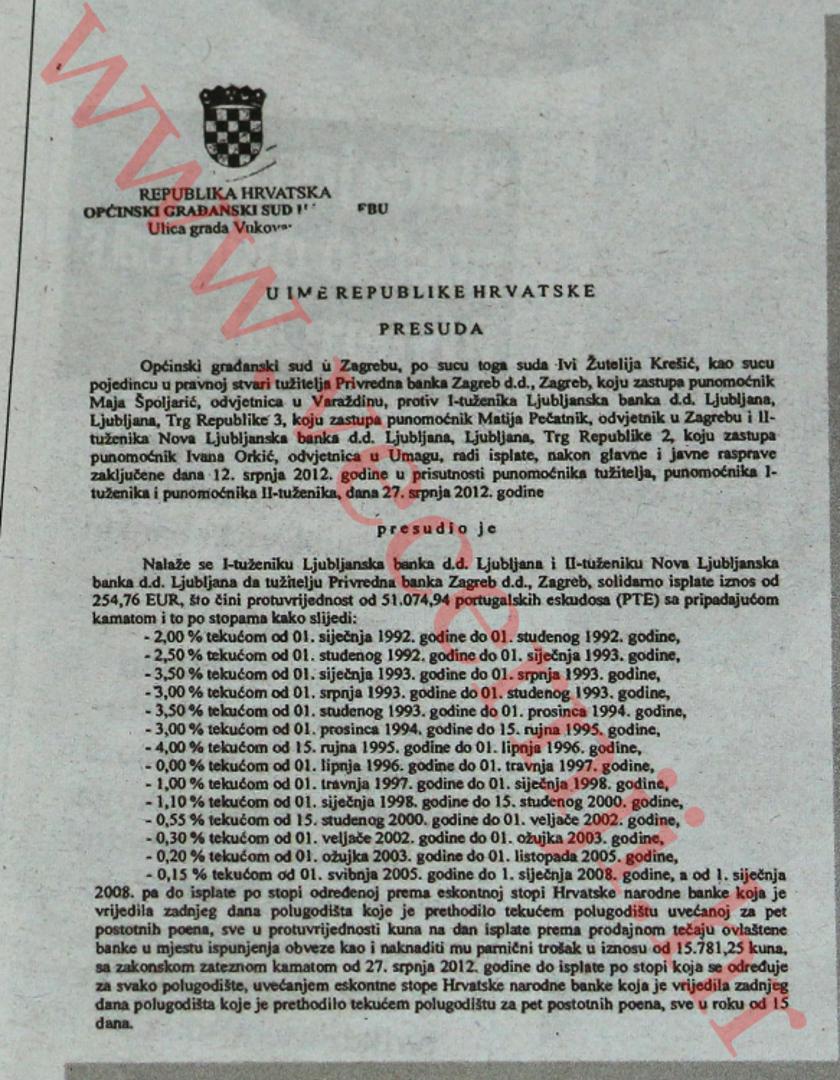 REPUBLIKA HRVATSKA
OPĆINSKI GRAĐANSKI SUD
Ulica grada
U IME REPUBLIKE HRVATSKE
PRESUDA
Općinski građanski sud u Zagrebu, po sucu toga suda Ivi Žutelija Krešić, kao sucu
pojedincu u pravnoj stvari tužitelja Privredna banka Zagreb d.d., Zagreb, koju zastupa punomoćnik
Maja Špoljarić, odvjetnica u Varaždinu, protiv I-tuženika Ljubljanska banka d.d. Ljubljana,
Ljubljana, Trg Republike 3, koju zastupa punomoćnik Matija Pečatnik, odvjetnik u Zagrebu i II-
tuženika Nova Ljubljanska banka d.d. Ljubljana, Ljubljana, Trg Republike 2, koju zastupa
punomoćnik Ivana Orkić, odvjetnica u Umagu, radi isplate, nakon glavne i javne rasprave
zaključene dana 12. srpnja 2012. godine u prisutnosti punomoćnika tužitelja, punomoćnika I-
tuženika i punomoćnika II-tuženika, dana 27. srpnja 2012. godine
presudio je
Nalaže se I-tuženiku Ljubljanska banka d.d. Ljubljana i II-tuženiku Nova Ljubljanska
banka d.d. Ljubljana da tužitelju Privredna banka Zagreb d.d., Zagreb, solidarno isplate iznos od
254,76 EUR, što čini protuvrijednost od 51.074,94 portugalskih eskudosa (PTE) sa pripadajućom
kamatom i to po stopama kako slijedi:
- 2,00 % tekućom od 01. siječnja 1992. godine do 01. studenog 1992. godine,
- 2,50 % tekućom od 01. studenog 1992. godine do 01. siječnja 1993. godine,
- 3,50 % tekućom od 01. siječnja 1993. godine do 01. srpnja 1993. godine,
- 3,00 % tekućom od 01. srpnja 1993. godine do 01. studenog 1993. godine,
- 3,50 % tekućom od 01. studenog 1993. godine do 01. prosinca 1994. godine,
- 3,00 % tekućom od 01. prosinca 1994. godine do 15. rujna 1995. godine,
- 4,00 % tekućom od 15. rujna 1995. godine do 01. lipnja 1996. godine,
- 0,00 % tekućom od 01. lipnja 1996. godine do 01. travnja 1997. godine,
- 1,00 % tekućom od 01. travnja 1997. godine do 01. siječnja 1998. godine,
- 1,10 % tekućom od 01. siječnja 1998. godine do 15. studenog 2000. godine,
- 0,55 % tekućom od 15. studenog 2000. godine do 01. veljače 2002. godine,
- 0,30 % tekućom od 01. veljače 2002. godine do 01. ožujka 2003. godine,
- 0,20 % tekućom od 01. ožujka 2003. godine do 01. listopada 2005. godine,
- 0,15 % tekućom od 01. svibnja 2005. godine do 1. siječnja 2008. godine, a od 1. siječnja
2008. pa do isplate po stopi određenoj prema eskontnoj stopi Hrvatske narodne banke koja je
vrijedila zadnjeg dana polugodišta koje je prethodilo tekućem polugodištu uvećanoj za pet
postotnih poena, sve u protuvrijednosti kuna na dan isplate prema prodajnom tečaju ovlaštene
banke u mjestu ispunjenja obveze kao i naknaditi mu parnični trošak u iznosu od 15.781,25 kuna,
sa zakonskom zateznom kamatom od 27. srpnja 2012. godine do isplate po stopi koja se određuje
za svako polugodište, uvećanjem eskontne stope Hrvatske narodne banke koja je vrijedila zadnjeg
dana polugodišta koje je prethodilo tekućem polugodištu za pet postotnih poena, sve u roku od 15
dana.
www.vecernji.hr